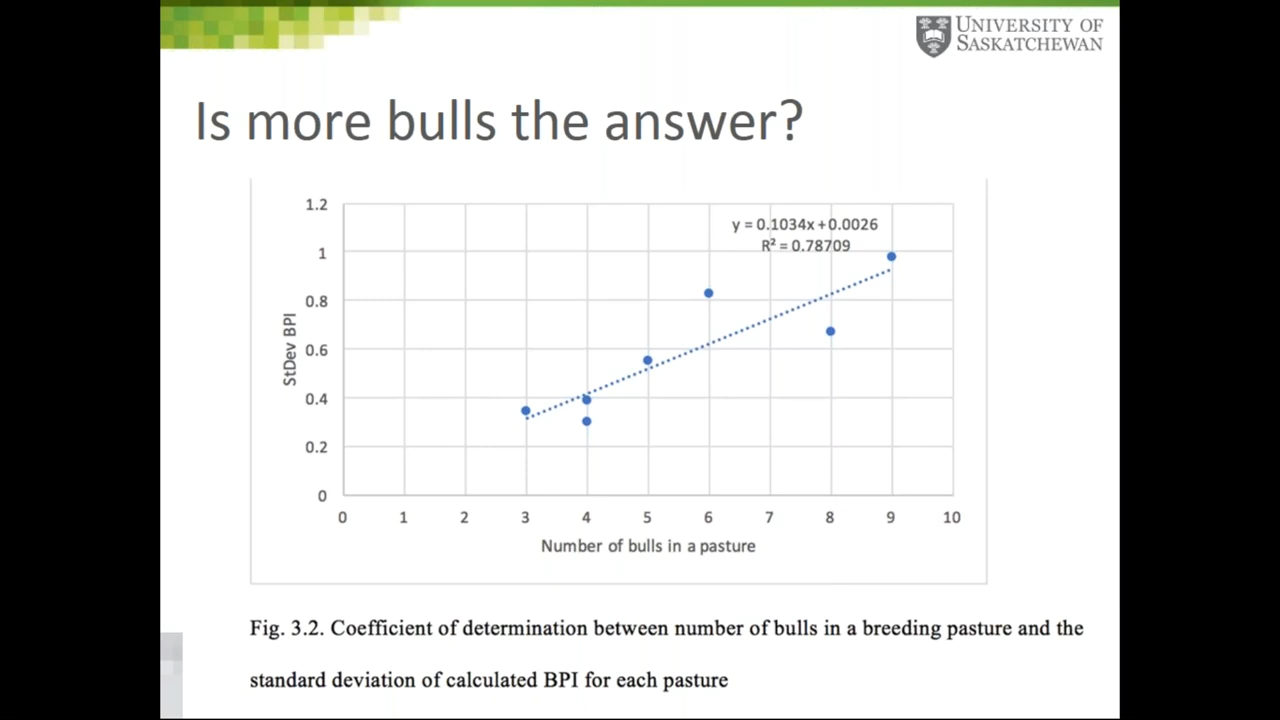 UNIVERSITY OF
SASKATCHEWAN
Is more bulls the answer?
1.2
1
0.8
0.6
0.4
0.2
0
StDev BPI
y = 0.1034x + 0.0026
R² = 0.78709
0 1 2 3 4 5 6 7 8 9 10
Number of bulls in a pasture
Fig. 3.2. Coefficient of determination between number of bulls in a breeding pasture and the
standard deviation of calculated BPI for each pasture